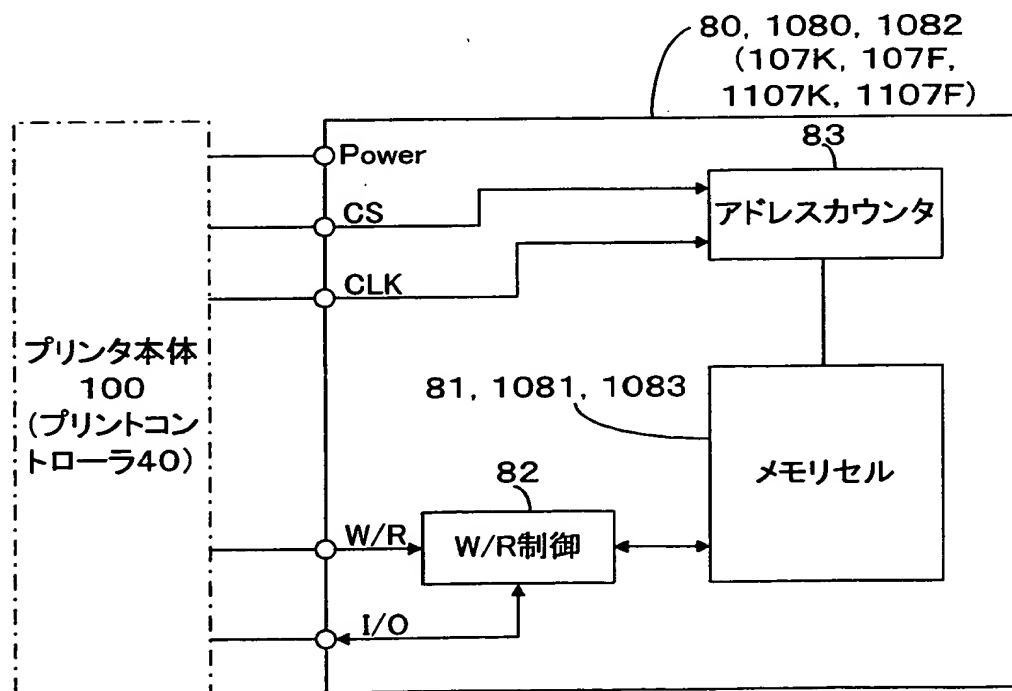 80, 1080, 1082
(107K, 107F,
1107K, 1107F)
Power
83
CS
アドレスカウンタ
CLK
プリンタ本体
100
(プリントコン
トローラ40)
81, 1081, 1083
メモリセル
82
W/R
W/R制御
I/O